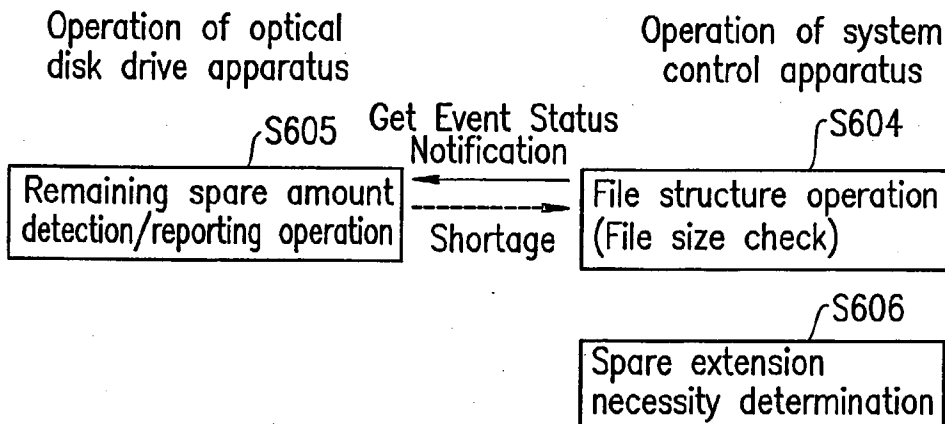 Operation of optical
disk drive apparatus
Operation of system
control apparatus
S605
Get Event Status
Notification
S604
Remaining spare amount
detection/reporting operation
Shortage
File structure operation
(File size check)
S606
Spare extension
necessity determination